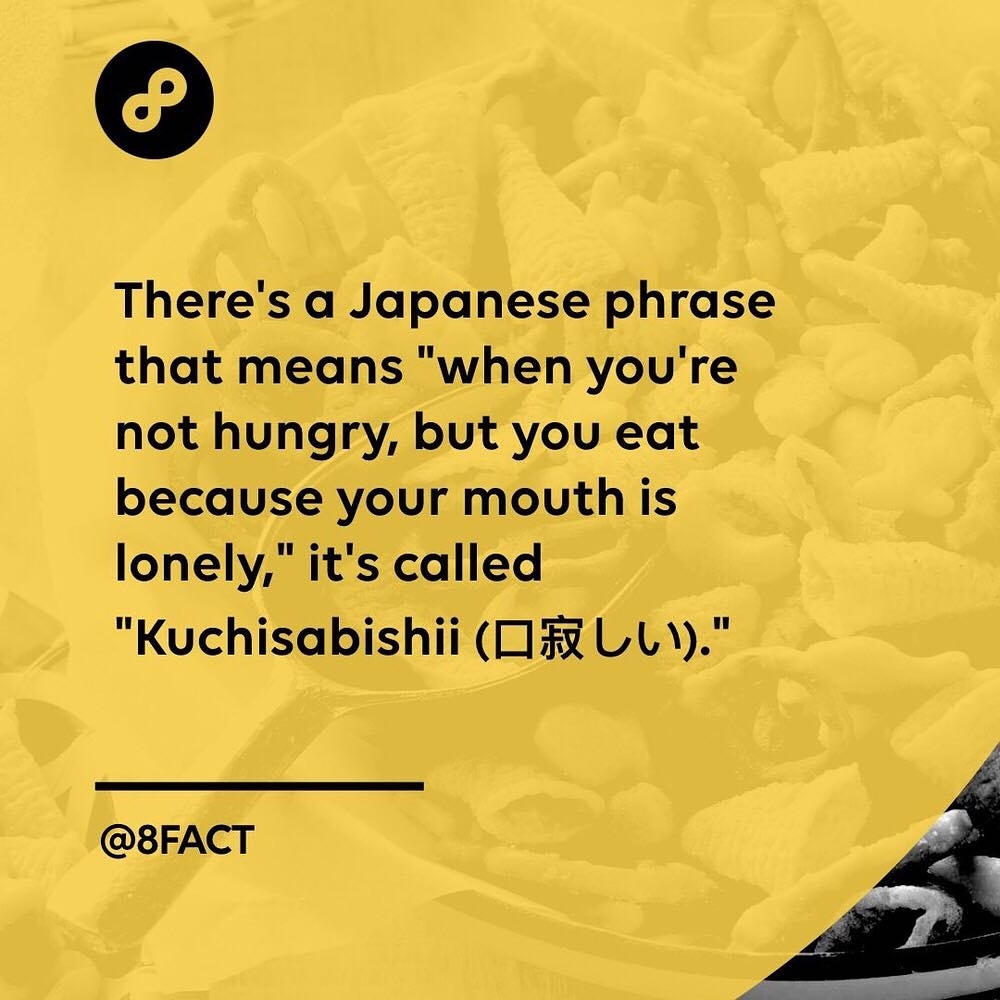 There's a Japanese phrase
that means "when you're
not hungry, but you eat
because your mouth is
lonely," it's called
"Kuchisabishii (口寂しい)."
@8FACT